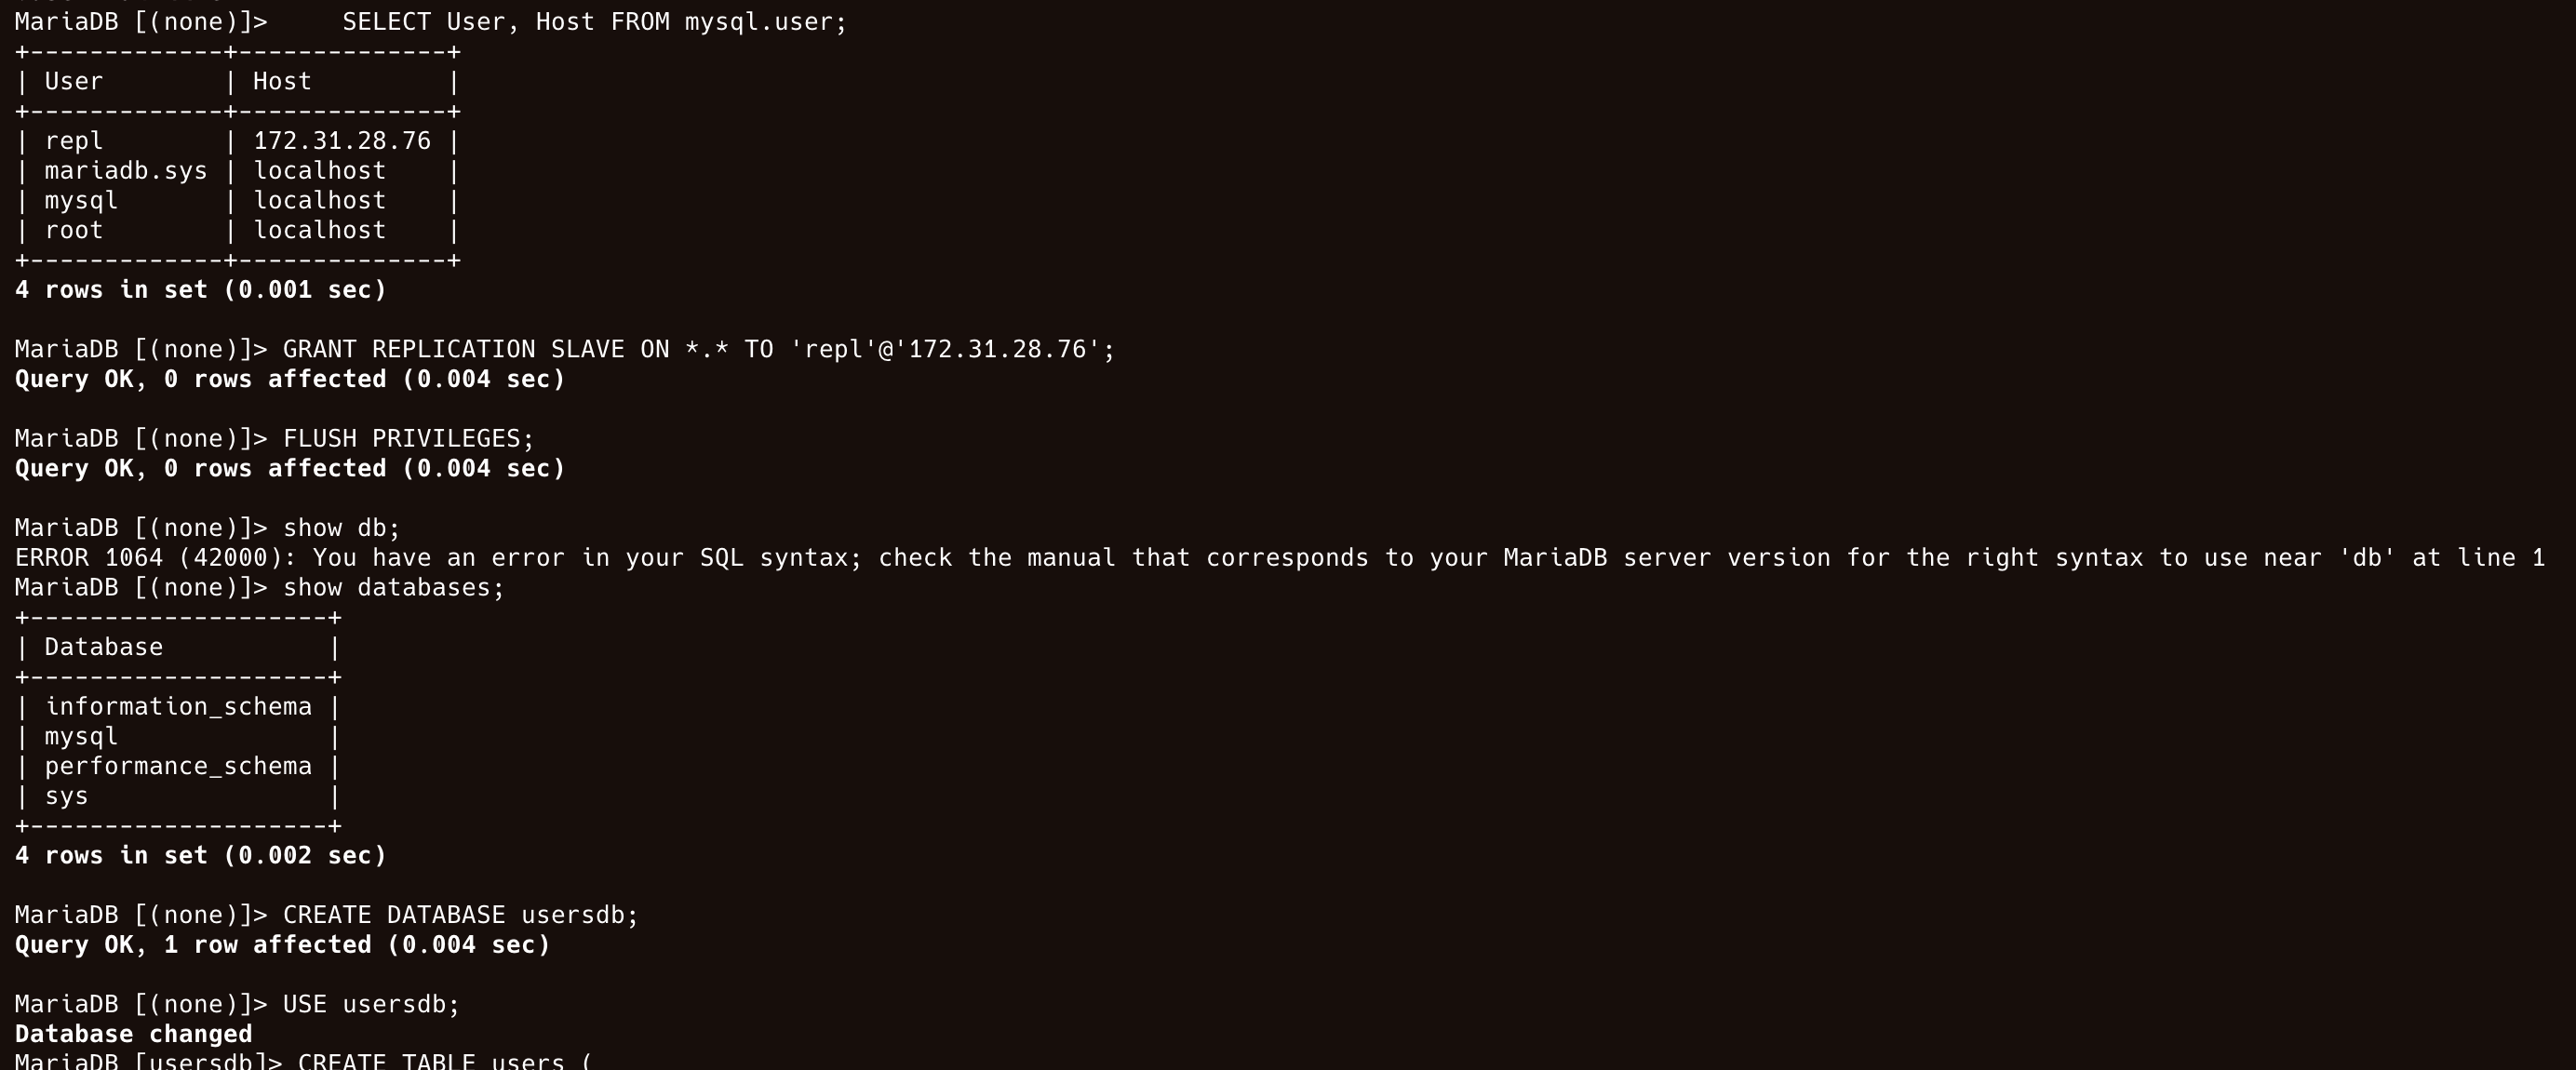 MariaDB [(none)]>     SELECT User, Host FROM mysql.user;
+-------------+--------------+
| User        | Host         |
+-------------+--------------+
| repl        | 172.31.28.76 |
| mariadb.sys | localhost    |
| mysql       | localhost    |
| root        | localhost    |
+-------------+--------------+
4 rows in set (0.001 sec)

MariaDB [(none)]> GRANT REPLICATION SLAVE ON *.* TO 'repl'@'172.31.28.76';
Query OK, 0 rows affected (0.004 sec)

MariaDB [(none)]> FLUSH PRIVILEGES;
Query OK, 0 rows affected (0.004 sec)

MariaDB [(none)]> show db;
ERROR 1064 (42000): You have an error in your SQL syntax; check the manual that corresponds to your MariaDB server version for the right syntax to use near 'db' at line 1
MariaDB [(none)]> show databases;
+--------------------+
| Database           |
+--------------------+
| information_schema |
| mysql              |
| performance_schema |
| sys                |
+--------------------+
4 rows in set (0.002 sec)

MariaDB [(none)]> CREATE DATABASE usersdb;
Query OK, 1 row affected (0.004 sec)

MariaDB [(none)]> USE usersdb;
Database changed
MariaDB [usersdb]> CREATE TABLE users (